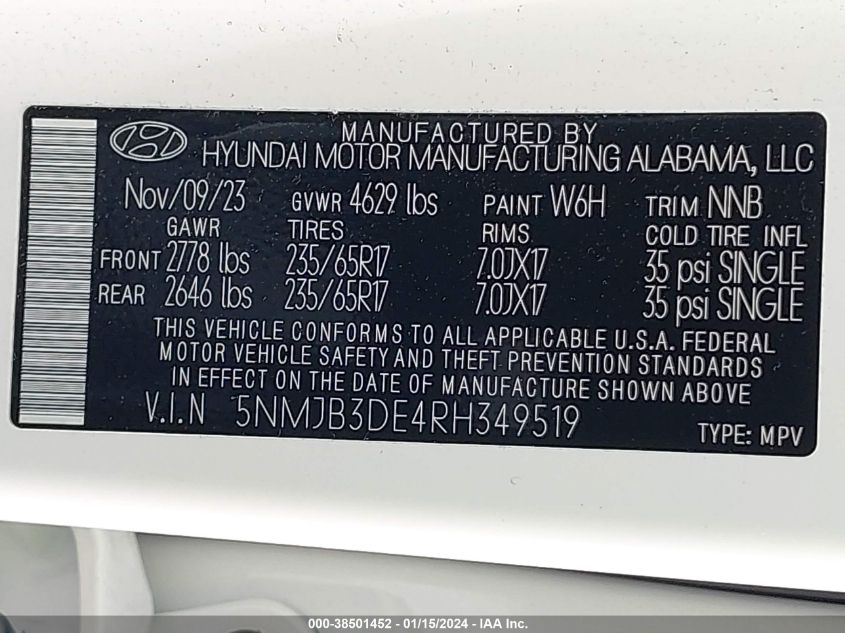 MANUFACTURED BY
HYUNDAI MOTOR MANUFACTURING ALABAMA, LLC
Nov/09/23 GVWR 4629 lbs PAINT W6H TRIM NNB
GAWR TIRES RIMS COLD TIRE INFL
FRONT 2778 lbs 235/65R17 7.0JX17 35 psi SINGLE
REAR 2646 lbs 235/65R17 7.0JX17 35 psi SINGLE
THIS VEHICLE CONFORMS TO ALL APPLICABLE U.S.A. FEDERAL
MOTOR VEHICLE SAFETY AND THEFT PREVENTION STANDARDS
IN EFFECT ON THE DATE OF MANUFACTURE SHOWN ABOVE
V.I.N 5NMJB3DE4RH349519 TYPE: MPV
000-38501452 - 01/15/2024 - IAA Inc.